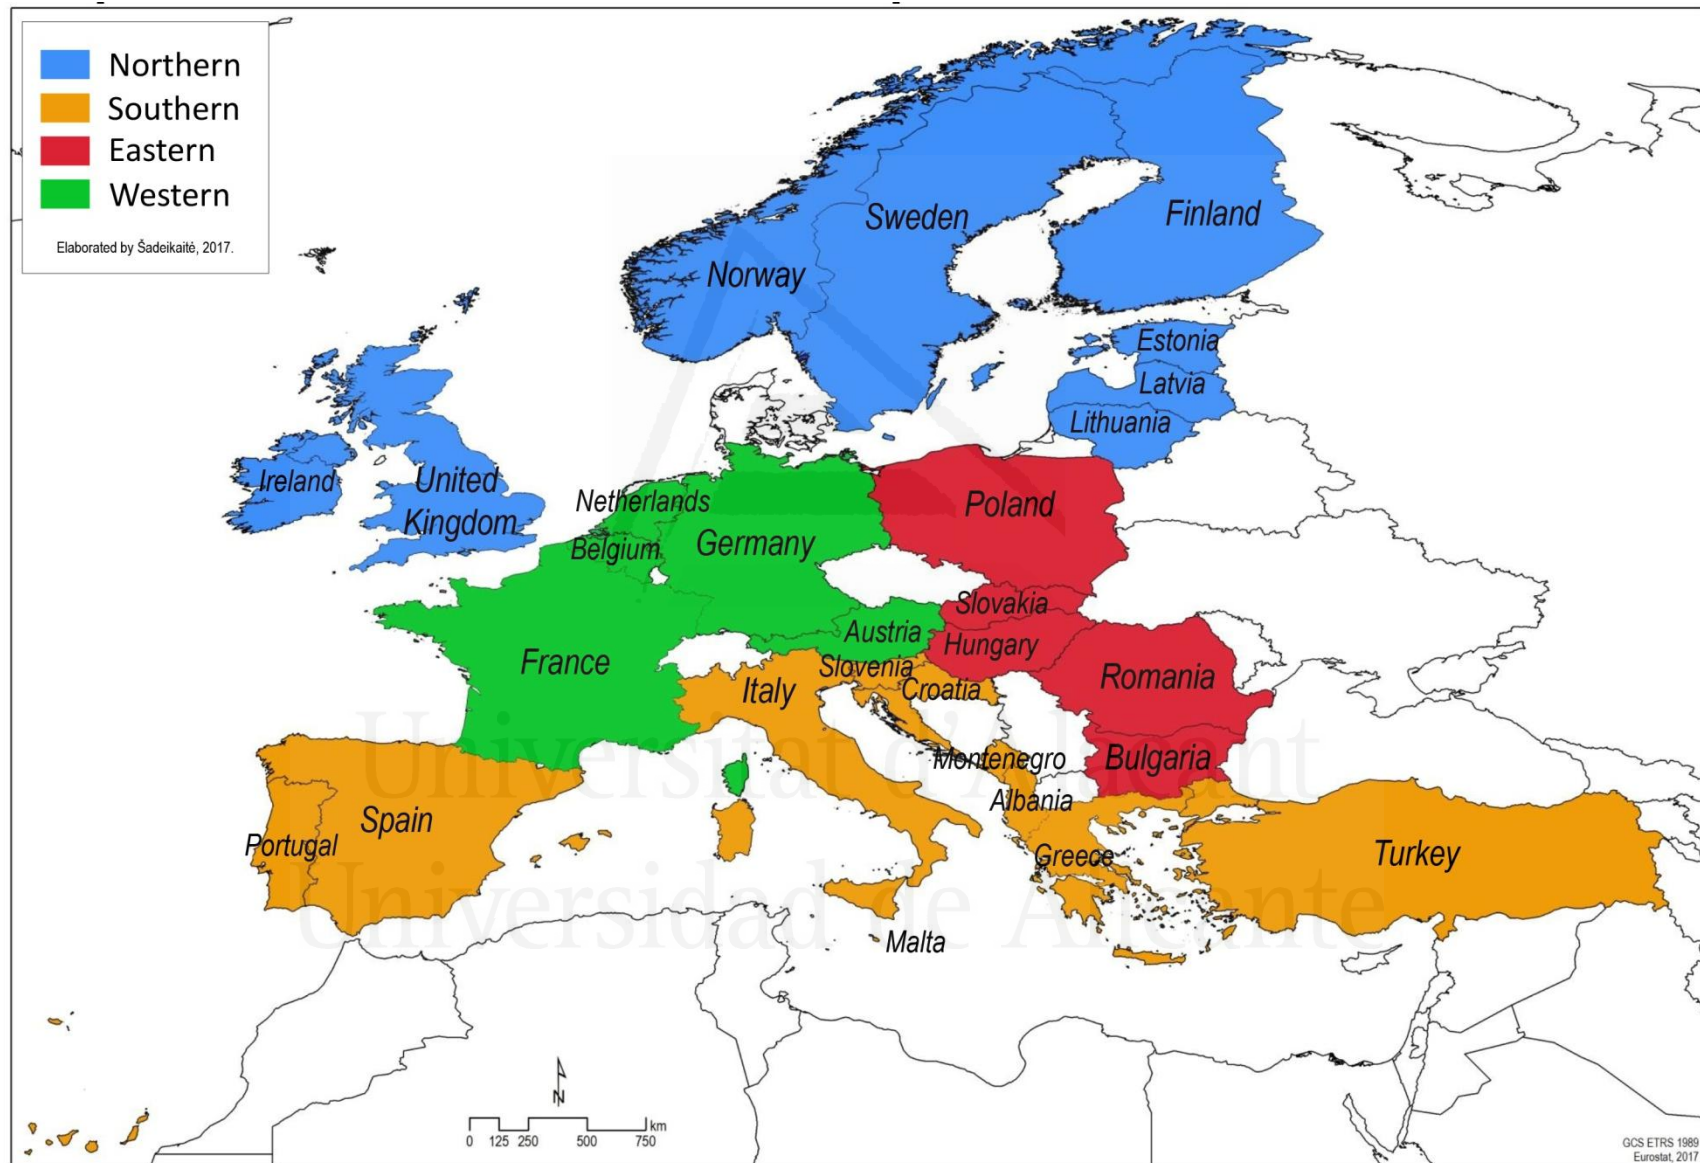 Northern
Southern
Eastern
Western
Elaborated by Šadeikaitė, 2017.
Sweden
Finland
Norway
Estonia
Latvia
Lithuania
Ireland
United
Kingdom
Netherlands
Belgium
Germany
Poland
Slovakia
Austria
Hungary
France
Slovenia
Italy
Croatia
Romania
Montenegro
Bulgaria
Albania
Spain
Portugal
Greece
Turkey
Malta
Universitat d'Alacant
Universidad de Alicante
N
km
0 125 250 500 750
GCS ETRS 1989
Eurostat, 2017